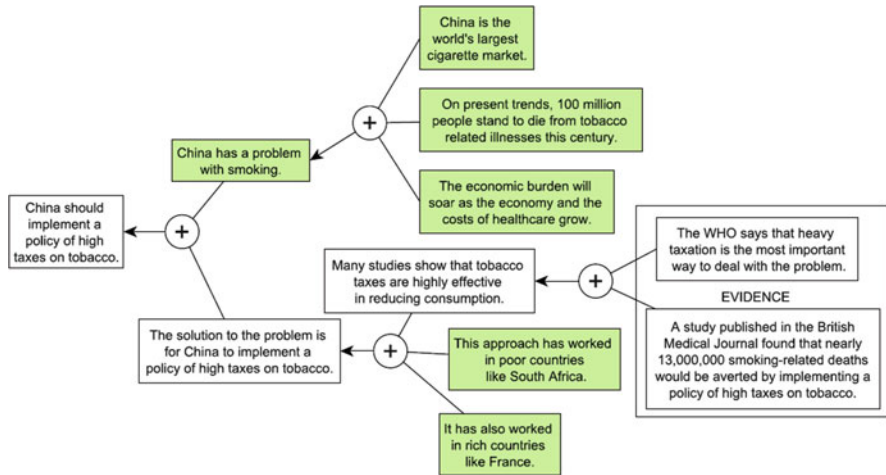 China is the
world's largest
cigarette market.
On present trends, 100 million
people stand to die from tobacco
related illnesses this century.
China has a problem
with smoking.
The economic burden will
soar as the economy and the
costs of healthcare grow.
China should
implement a
policy of high
taxes on tobacco.
The WHO says that heavy
taxation is the most important
way to deal with the problem.
Many studies show that tobacco
taxes are highly effective
in reducing consumption.
EVIDENCE
A study published in the British
Medical Journal found that nearly
13,000,000 smoking-related deaths
would be averted by implementing a
policy of high taxes on tobacco.
The solution to the problem is
for China to implement a
policy of high taxes on tobacco.
This approach has worked
in poor countries
like South Africa.
It has also worked
in rich countries
like France.
+
+
+
+